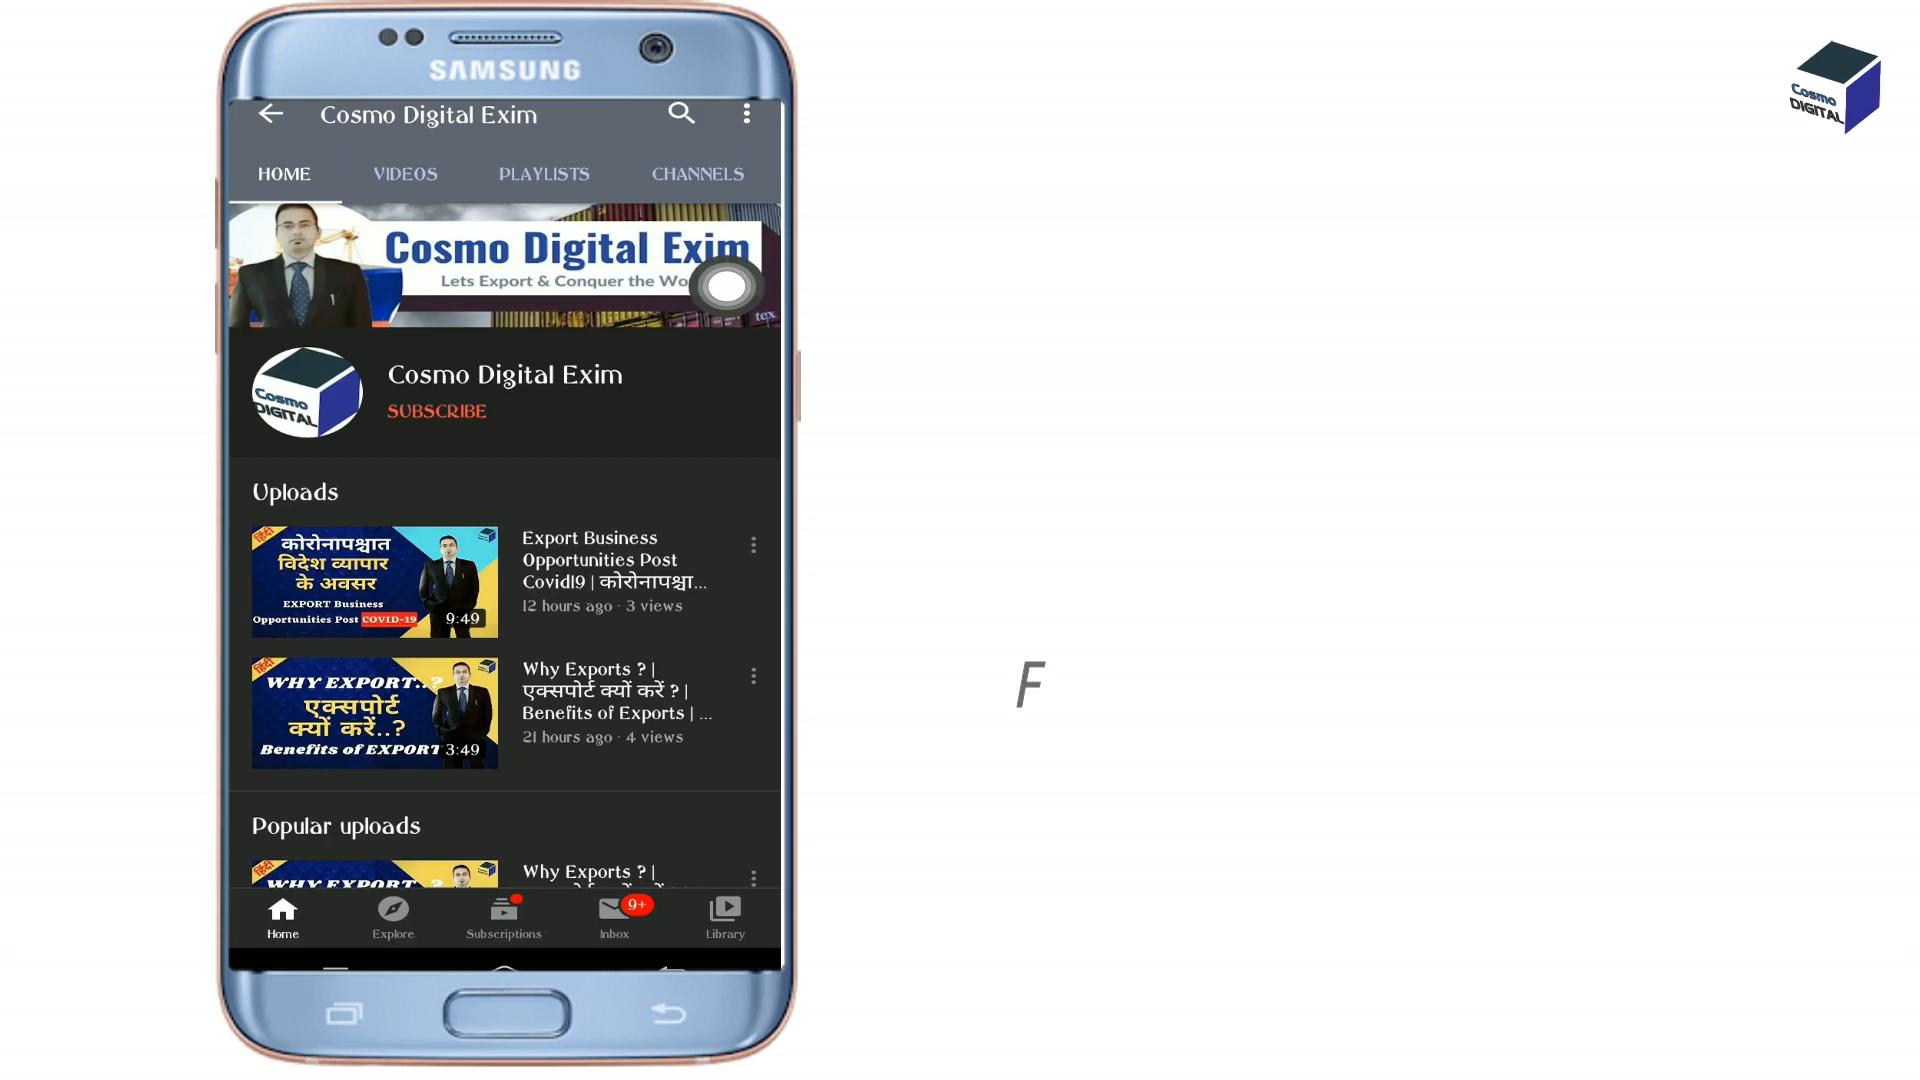 SAMSUNG
Cosmo Digital Exim
HOME VIDEOS PLAYLISTS CHANNELS
Cosmo Digital Exim
Lets Export & Conquer the Wo
tex
Cosmo DIGITAL
Cosmo Digital Exim
SUBSCRIBE
Uploads
हिंदी
कोरोनापश्चात
विदेश व्यापार
के अवसर
EXPORT Business
Opportunities Post COVID-19
9:49
Export Business
Opportunities Post
Covid19 | कोरोनापश्चा...
12 hours ago · 3 views
हिंदी
WHY EXPORT..?
एक्सपोर्ट
क्यों करें..?
Benefits of EXPORT
3:49
Why Exports ? |
एक्सपोर्ट क्यों करें ? |
Benefits of Exports | ...
21 hours ago · 4 views
Popular uploads
हिंदी
WHY EXPORT
Why Exports ? |
Home Explore Subscriptions Inbox 9+ Library
F
Cosmo
DIGITAL